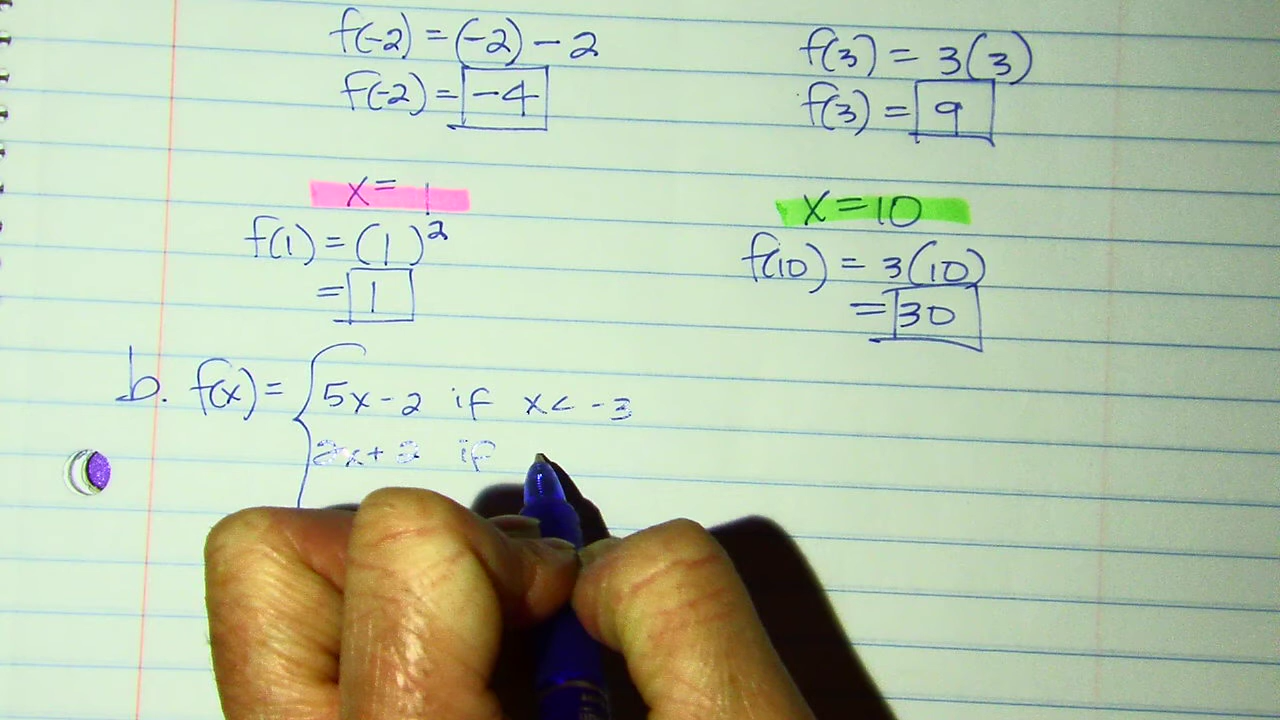 f(-2) = (-2) - 2
f(-2) = -4
f(3) = 3(3)
f(3) = 9
x = 1
f(1) = (1)²
= 1
x = 10
f(10) = 3(10)
= 30
b. f(x) = { 5x - 2 if x < -3
x + if